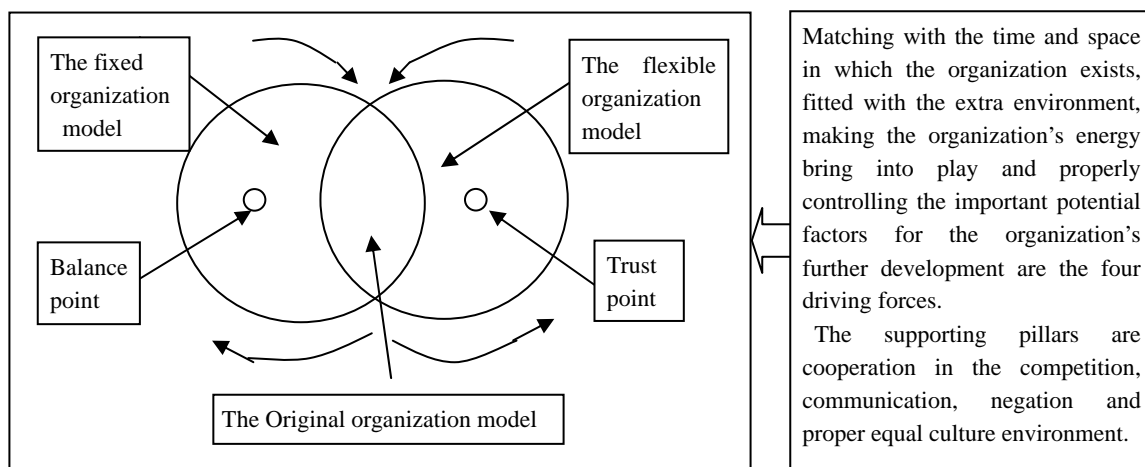 The fixed
organization
model
The flexible
organization
model
Balance
point
Trust
point
The Original organization model
Matching with the time and space
in which the organization exists,
fitted with the extra environment,
making the organization's energy
bring into play and properly
controlling the important potential
factors for the organization's
further development are the four
driving forces.
The supporting pillars are
cooperation in the competition,
communication, negation and
proper equal culture environment.